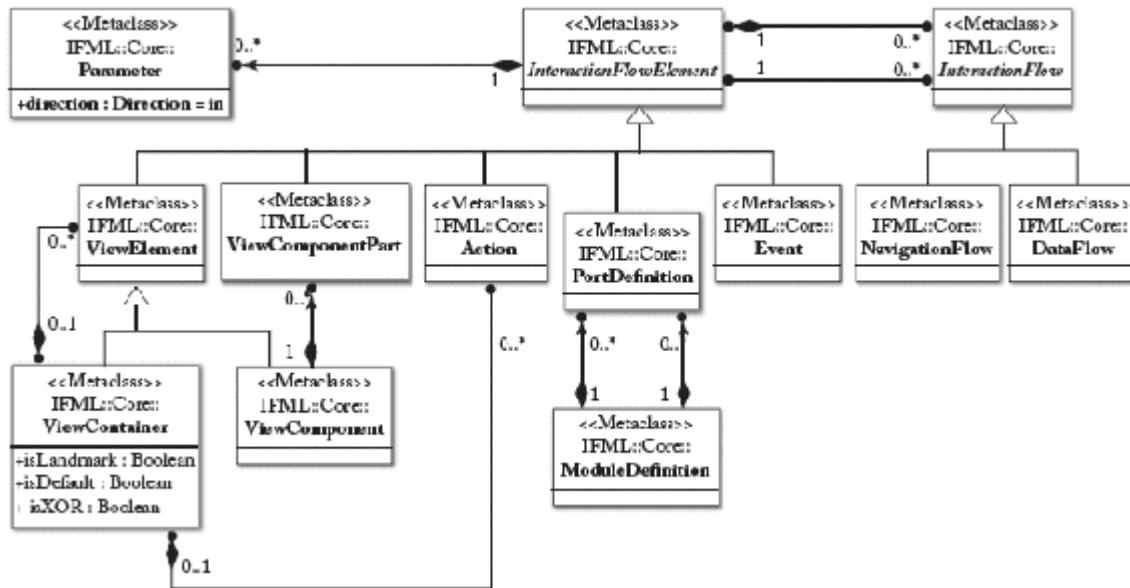 <<Metaclass>>
IFML::Core::
Parameter
+direction : Direction = in
0..*
1
<<Metaclass>>
IFML::Core::
InteractionFlowElement
1
0..*
1
0..*
<<Metaclass>>
IFML::Core::
InteractionFlow
<<Metaclass>>
IFML::Core::
ViewElement
<<Metaclass>>
IFML::Core::
ViewComponentPart
<<Metaclass>>
IFML::Core::
Action
<<Metaclass>>
IFML::Core::
PortDefinition
<<Metaclass>>
IFML::Core::
Event
<<Metaclass>>
IFML::Core::
NavigationFlow
<<Metaclass>>
IFML::Core::
DataFlow
0..*
0..1
0..*
1
0..*
0..*
0..
1
1
<<Metaclass>>
IFML::Core::
ViewContainer
+isLandmark : Boolean
+isDefault : Boolean
isXOR : Boolean
<<Metaclass>>
IFML::Core::
ViewComponent
<<Metaclass>>
IFML::Core::
ModuleDefinition
0..1